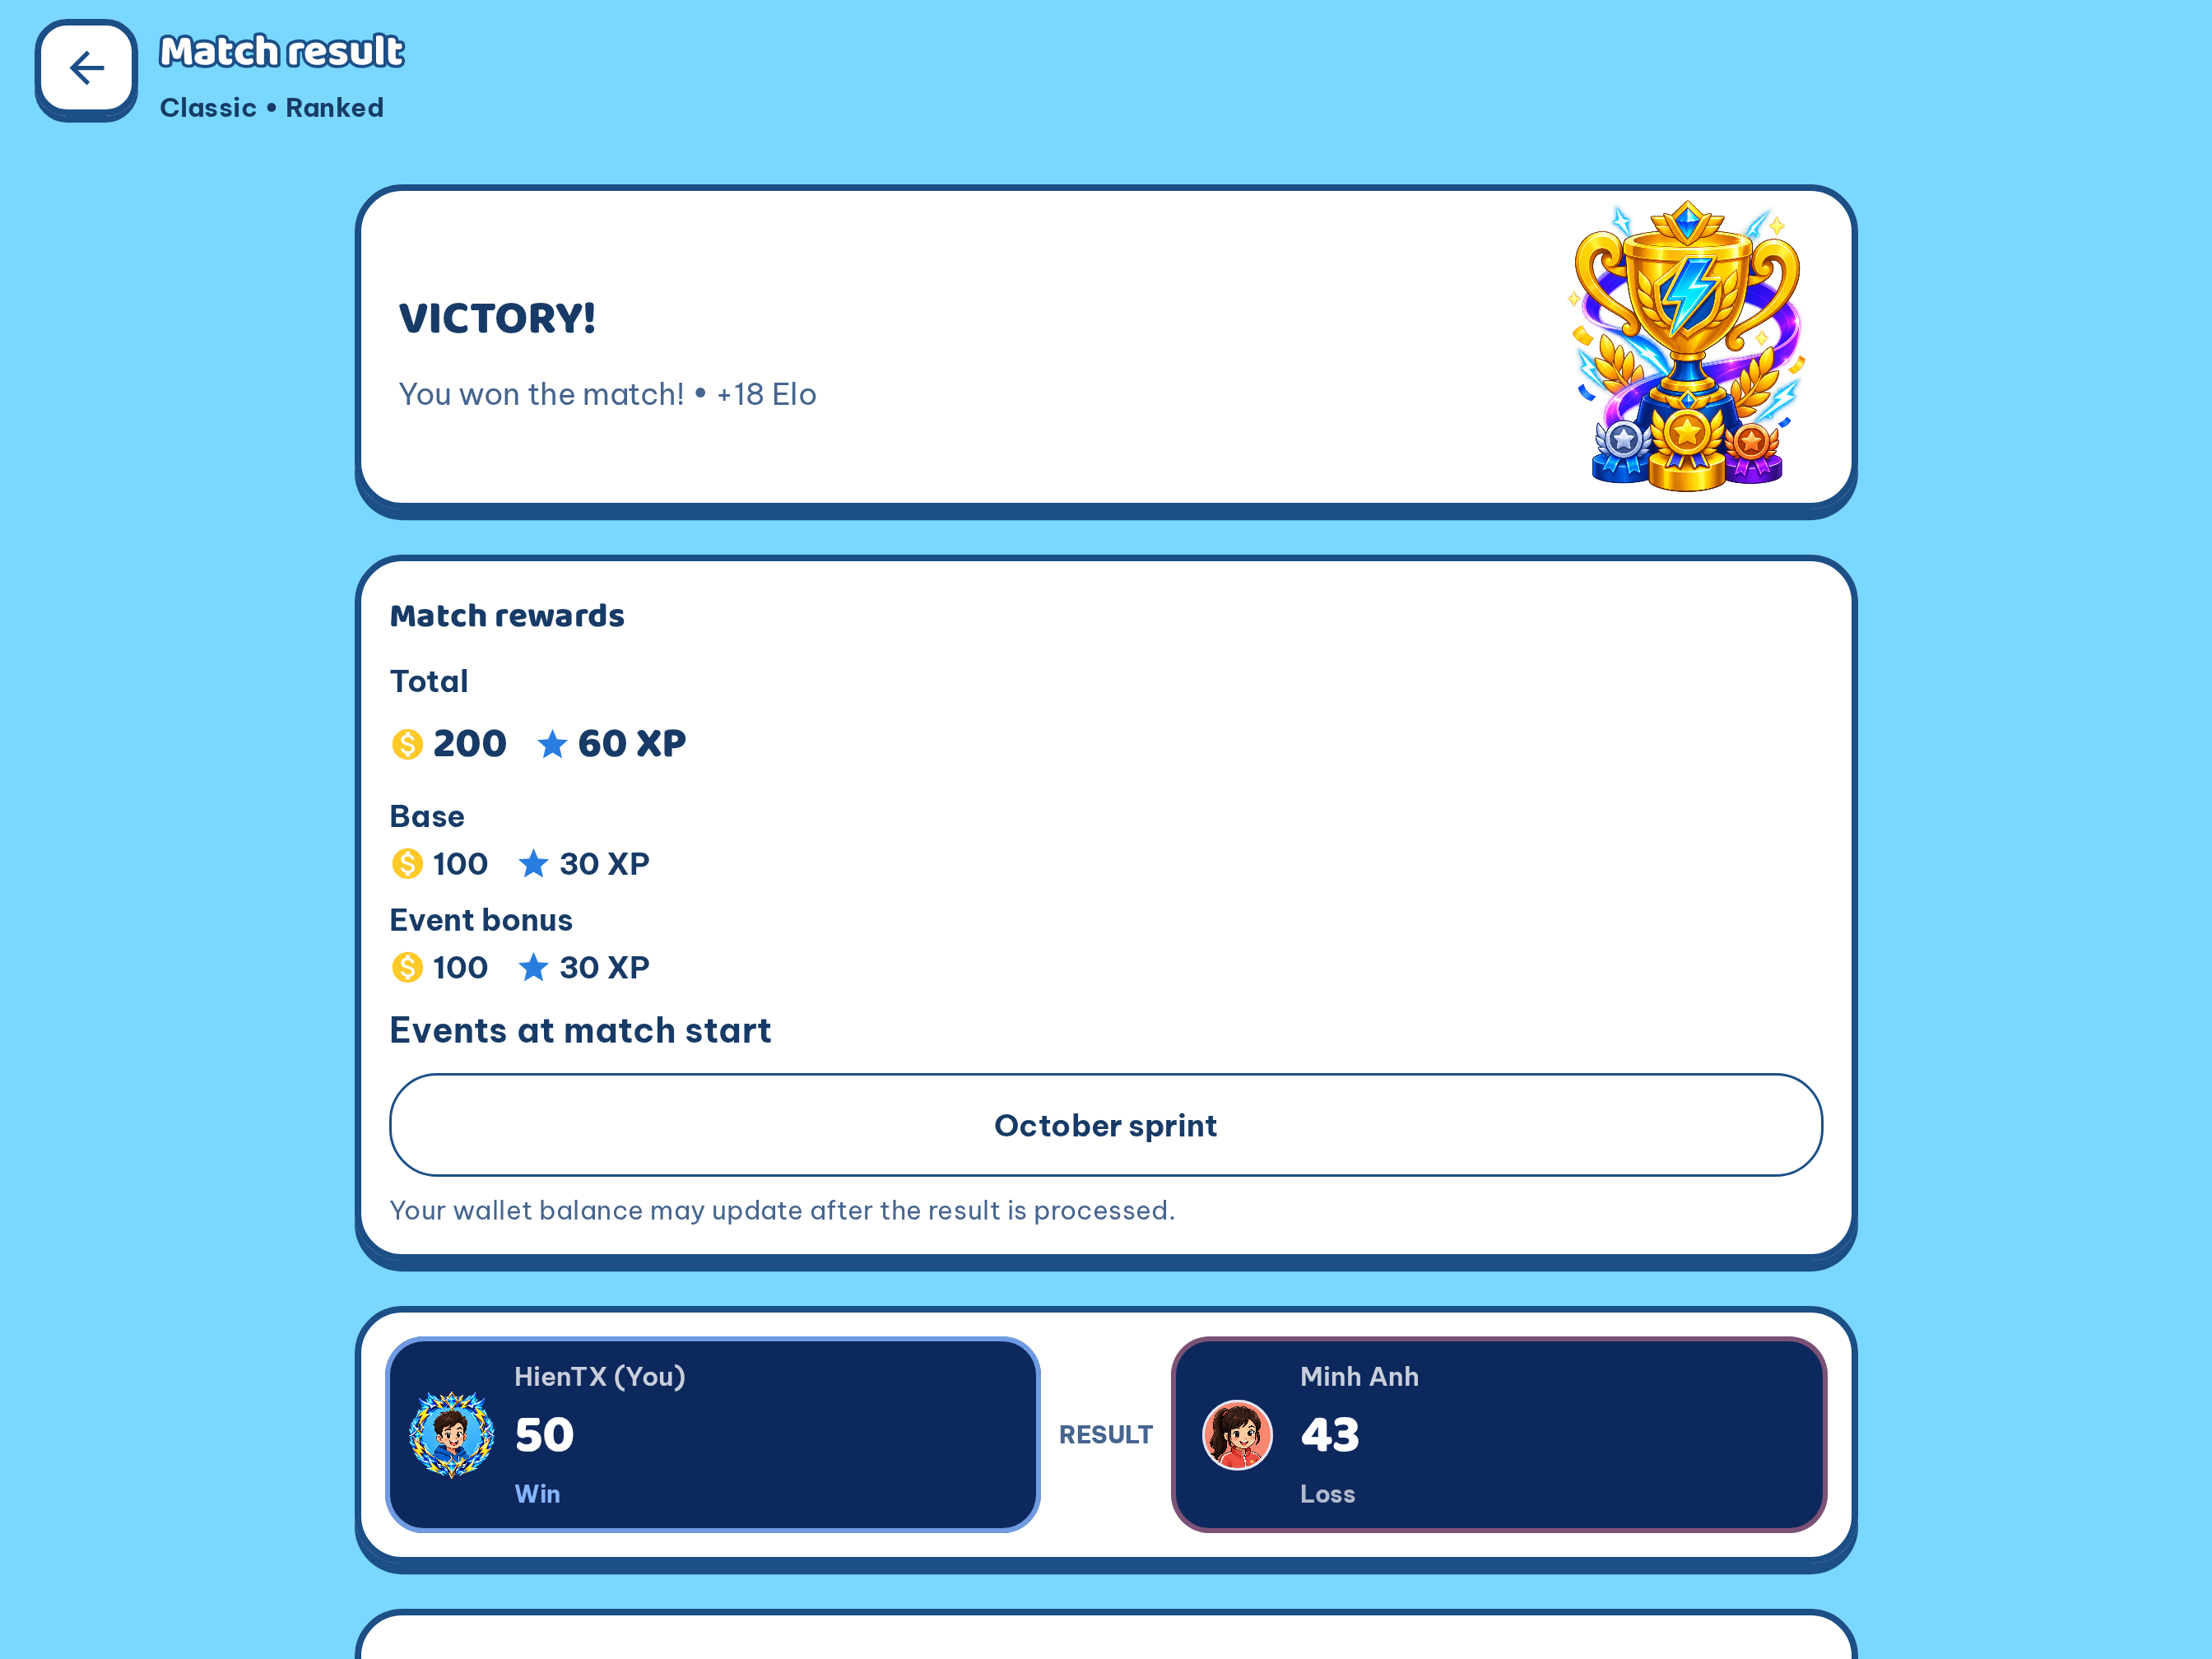 Match result
Classic • Ranked
VICTORY!
You won the match! • +18 Elo
Match rewards
Total
200 60 XP
Base
100 30 XP
Event bonus
100 30 XP
Events at match start
October sprint
Your wallet balance may update after the result is processed.
HienTX (You)
50
Win
RESULT
Minh Anh
43
Loss